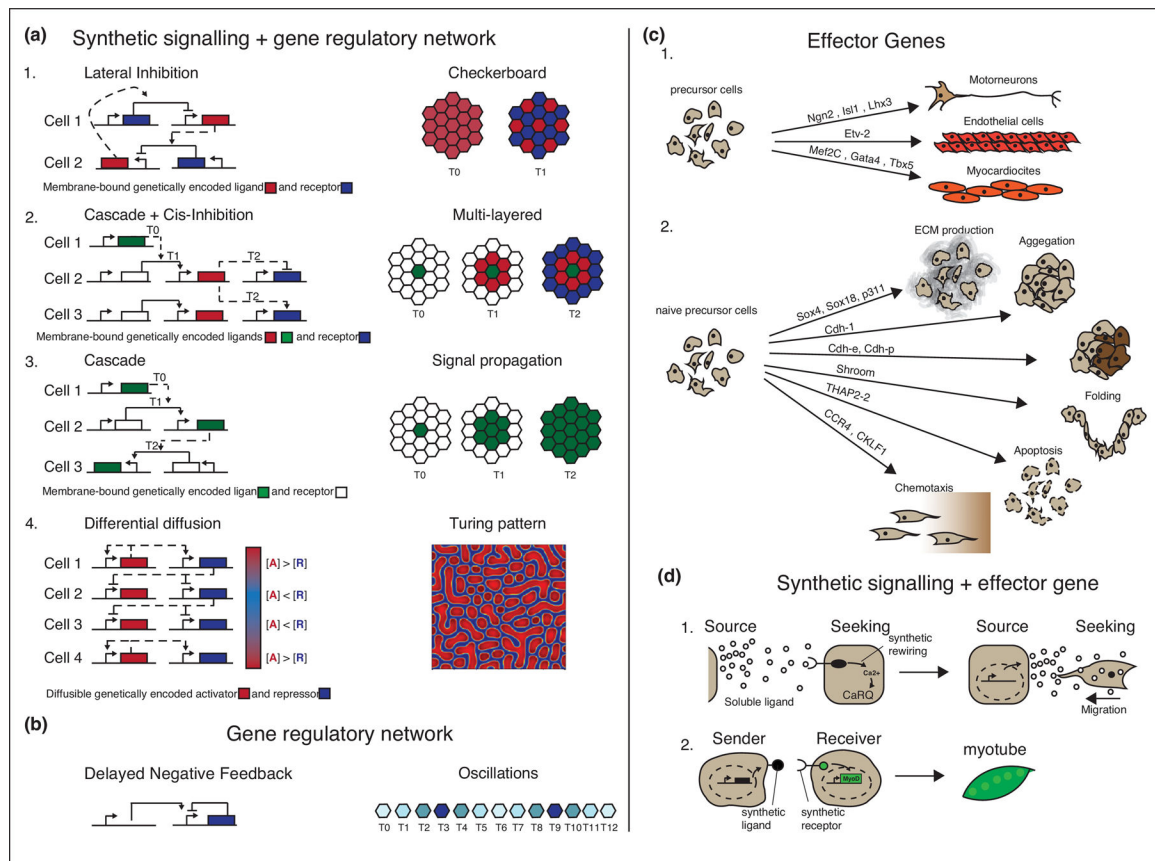 (a)
Synthetic signalling + gene regulatory network
1.
Lateral Inhibition
Checkerboard
Cell 1
Cell 2
T0
T1
Membrane-bound genetically encoded ligand and receptor
2.
Cascade + Cis-Inhibition
Multi-layered
Cell 1
T0
Cell 2
T1
T2
Cell 3
T2
T0
T1
T2
Membrane-bound genetically encoded ligands and receptor
3.
Cascade
Signal propagation
Cell 1
T0
T1
Cell 2
T2
Cell 3
T0
T1
T2
Membrane-bound genetically encoded ligan and receptor
4.
Differential diffusion
Turing pattern
Cell 1
[A] > [R]
Cell 2
[A] < [R]
Cell 3
[A] < [R]
Cell 4
[A] > [R]
Diffusible genetically encoded activator and repressor
(b)
Gene regulatory network
Delayed Negative Feedback
Oscillations
T0 T1 T2 T3 T4 T5 T6 T7 T8 T9 T10 T11 T12
(c)
Effector Genes
1.
precursor cells
Motorneurons
Ngn2 , Isl1 , Lhx3
Endothelial cells
Etv-2
Mef2C , Gata4 , Tbx5
Myocardiocites
2.
ECM production
Aggegation
naive precursor cells
Sox4, Sox18, p311
Cdh-1
Cdh-e, Cdh-p
Shroom
THAP2-2
CCR4 , CKLF1
Folding
Apoptosis
Chemotaxis
(d)
Synthetic signalling + effector gene
1.
Source
Seeking
Source
Seeking
synthetic
rewiring
Ca2+
CaRQ
Soluble ligand
Migration
2.
Sender
Receiver
myotube
MyoD
synthetic
ligand
synthetic
receptor